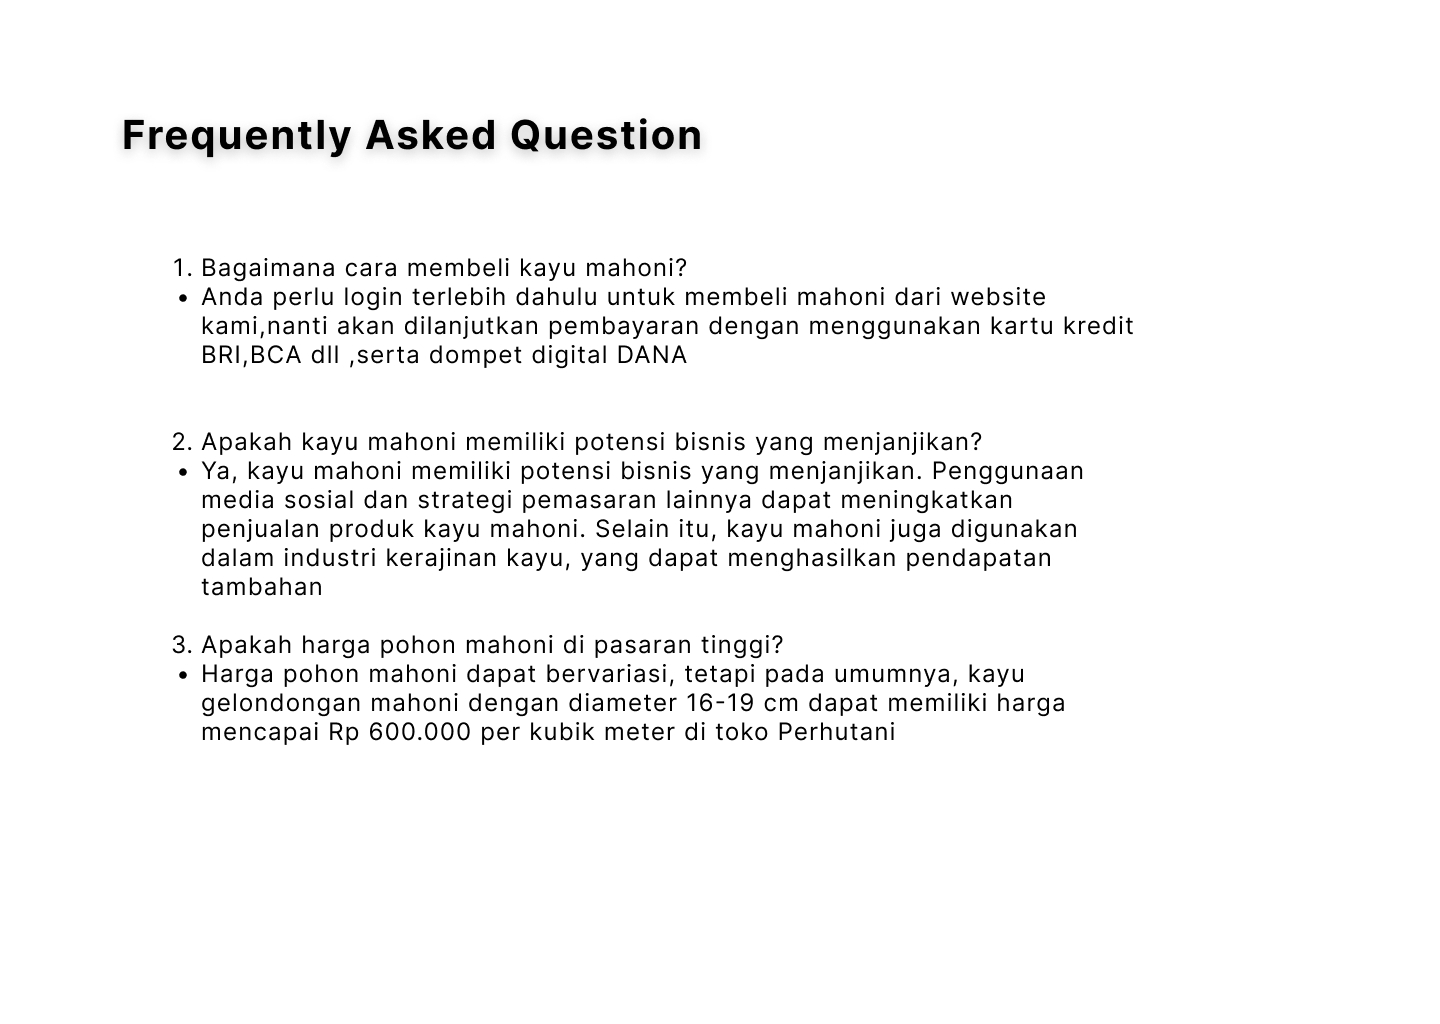 Frequently Asked Question
1. Bagaimana cara membeli kayu mahoni?
• Anda perlu login terlebih dahulu untuk membeli mahoni dari website
kami,nanti akan dilanjutkan pembayaran dengan menggunakan kartu kredit
BRI,BCA dll ,serta dompet digital DANA
2. Apakah kayu mahoni memiliki potensi bisnis yang menjanjikan?
• Ya, kayu mahoni memiliki potensi bisnis yang menjanjikan. Penggunaan
media sosial dan strategi pemasaran lainnya dapat meningkatkan
penjualan produk kayu mahoni. Selain itu, kayu mahoni juga digunakan
dalam industri kerajinan kayu, yang dapat menghasilkan pendapatan
tambahan
3. Apakah harga pohon mahoni di pasaran tinggi?
• Harga pohon mahoni dapat bervariasi, tetapi pada umumnya, kayu
gelondongan mahoni dengan diameter 16-19 cm dapat memiliki harga
mencapai Rp 600.000 per kubik meter di toko Perhutani